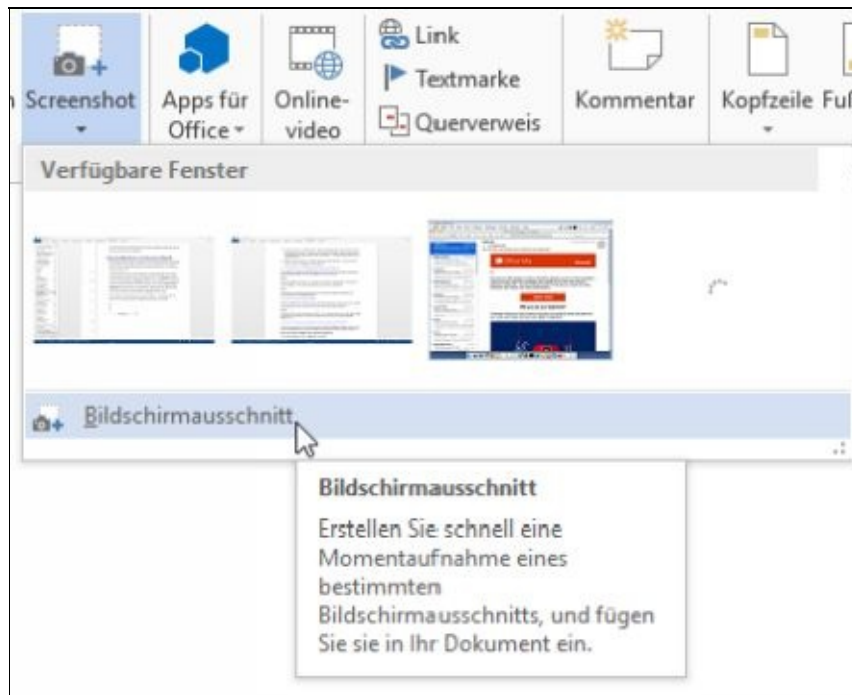 Link
Textmarke
Querverweis
Screenshot
Apps für
Office
Online-
video
Kommentar
Kopfzeile
Verfügbare Fenster
Bildschirmausschnitt
Bildschirmausschnitt
Erstellen Sie schnell eine
Momentaufnahme eines
bestimmten
Bildschirmausschnitts, und fügen
Sie sie in Ihr Dokument ein.